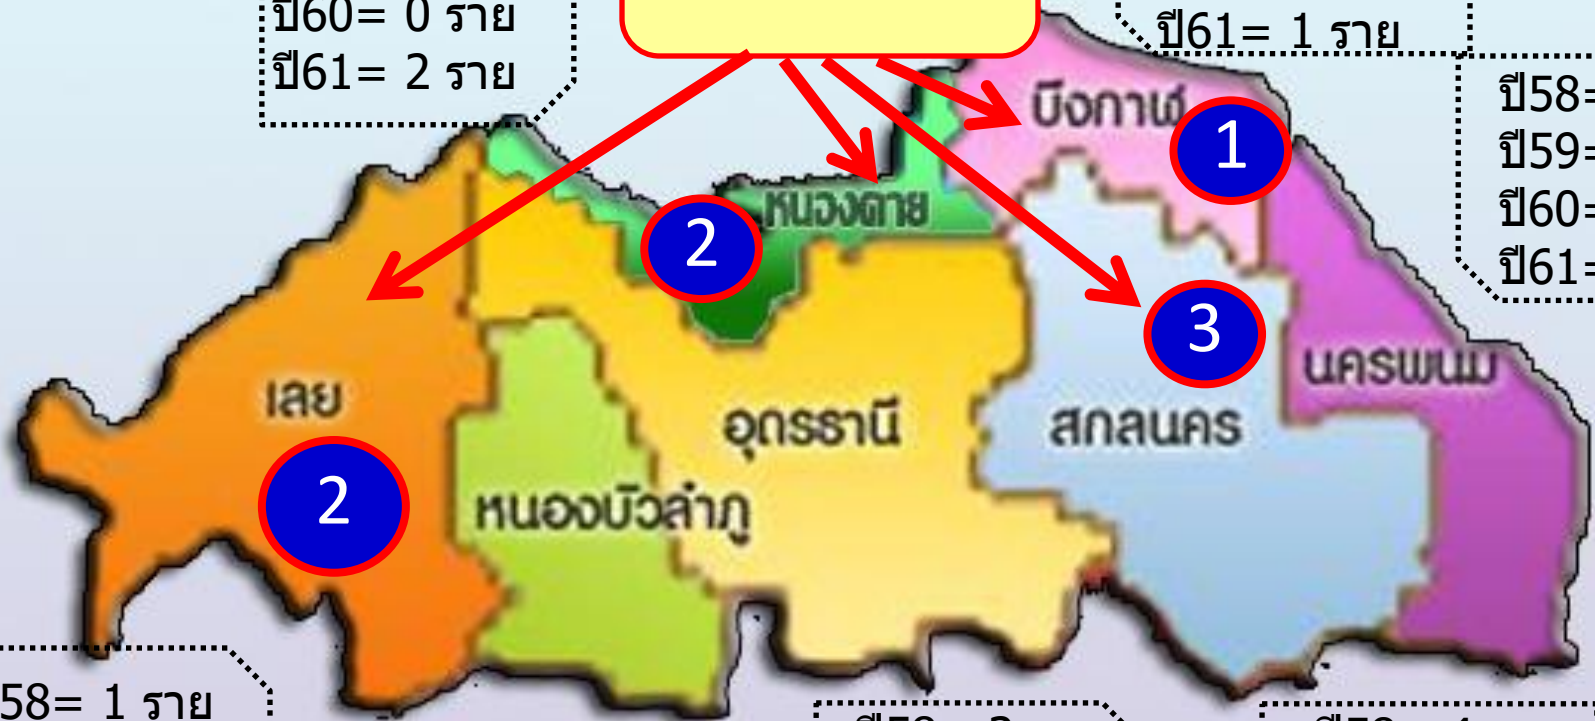 ปี60= 0 ราย
ปี61= 2 ราย
ปี61= 1 ราย
ปี58=
ปี59=
ปี60=
ปี61=
บึงกาฬ
1
หนองคาย
2
3
นครพนม
เลย
อุดรธานี
สกลนคร
2
หนองบัวลำภู
58= 1 ราย